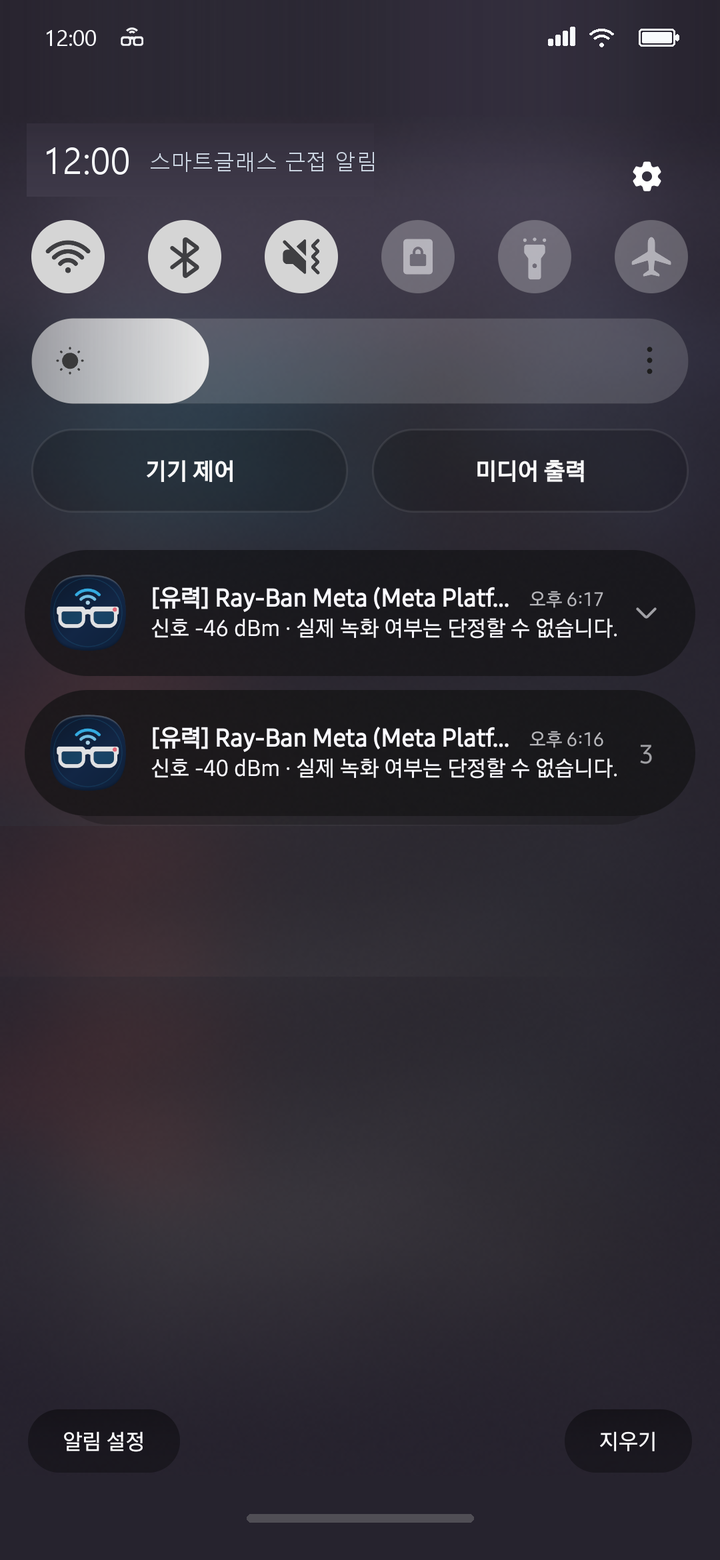 12:00
12:00 스마트글래스 근접 알림
기기 제어
미디어 출력
[유력] Ray-Ban Meta (Meta Platf... 오후 6:17
신호 -46 dBm · 실제 녹화 여부는 단정할 수 없습니다.
[유력] Ray-Ban Meta (Meta Platf... 오후 6:16
신호 -40 dBm · 실제 녹화 여부는 단정할 수 없습니다.
3
알림 설정
지우기